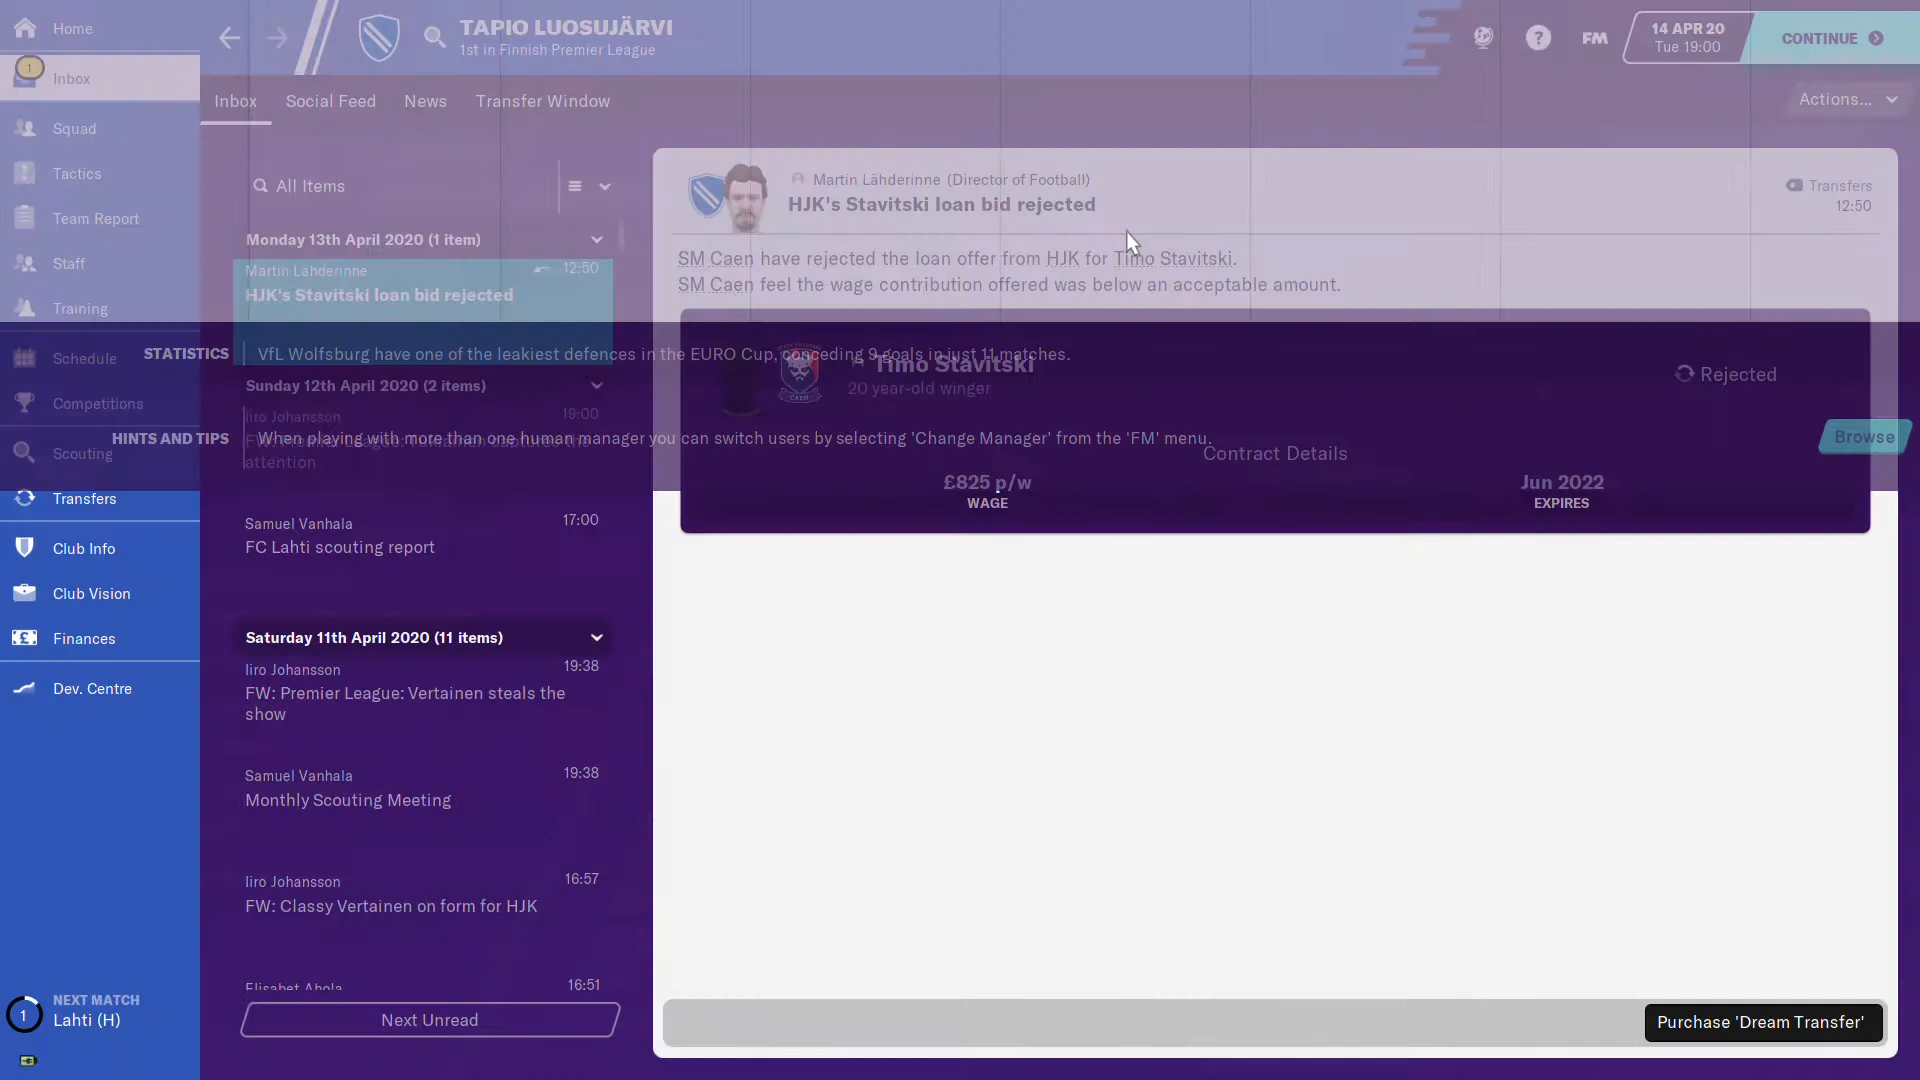 Home
TAPIO LUOSUJÄRVI
1st in Finnish Premier League
FM
14 APR 20
Tue 19:00
CONTINUE
1
Inbox
Inbox
Social Feed
News
Transfer Window
Actions...
Squad
Tactics
Team Report
Staff
Training
Schedule
Competitions
Scouting
Transfers
Club Info
Club Vision
Finances
Dev. Centre
NEXT MATCH
1
Lahti (H)
All Items
Monday 13th April 2020 (1 item)
Martin Lähderinne
12:50
HJK's Stavitski loan bid rejected
Sunday 12th April 2020 (2 items)
Iiro Johansson
19:00
FW: Premier League: Vertainen captures the
attention
Samuel Vanhala
17:00
FC Lahti scouting report
Saturday 11th April 2020 (11 items)
Iiro Johansson
19:38
FW: Premier League: Vertainen steals the
show
Samuel Vanhala
19:38
Monthly Scouting Meeting
Iiro Johansson
16:57
FW: Classy Vertainen on form for HJK
Elisabet Ahola
16:51
Next Unread
Martin Lähderinne (Director of Football)
HJK's Stavitski loan bid rejected
Transfers
12:50
SM Caen have rejected the loan offer from HJK for Timo Stavitski.
SM Caen feel the wage contribution offered was below an acceptable amount.
STATISTICS
VfL Wolfsburg have one of the leakiest defences in the EURO Cup, conceding 9 goals in just 11 matches.
Timo Stavitski
20 year-old winger
Rejected
HINTS AND TIPS
When playing with more than one human manager you can switch users by selecting 'Change Manager' from the 'FM' menu.
Browse
Contract Details
£825 p/w
WAGE
Jun 2022
EXPIRES
Purchase 'Dream Transfer'